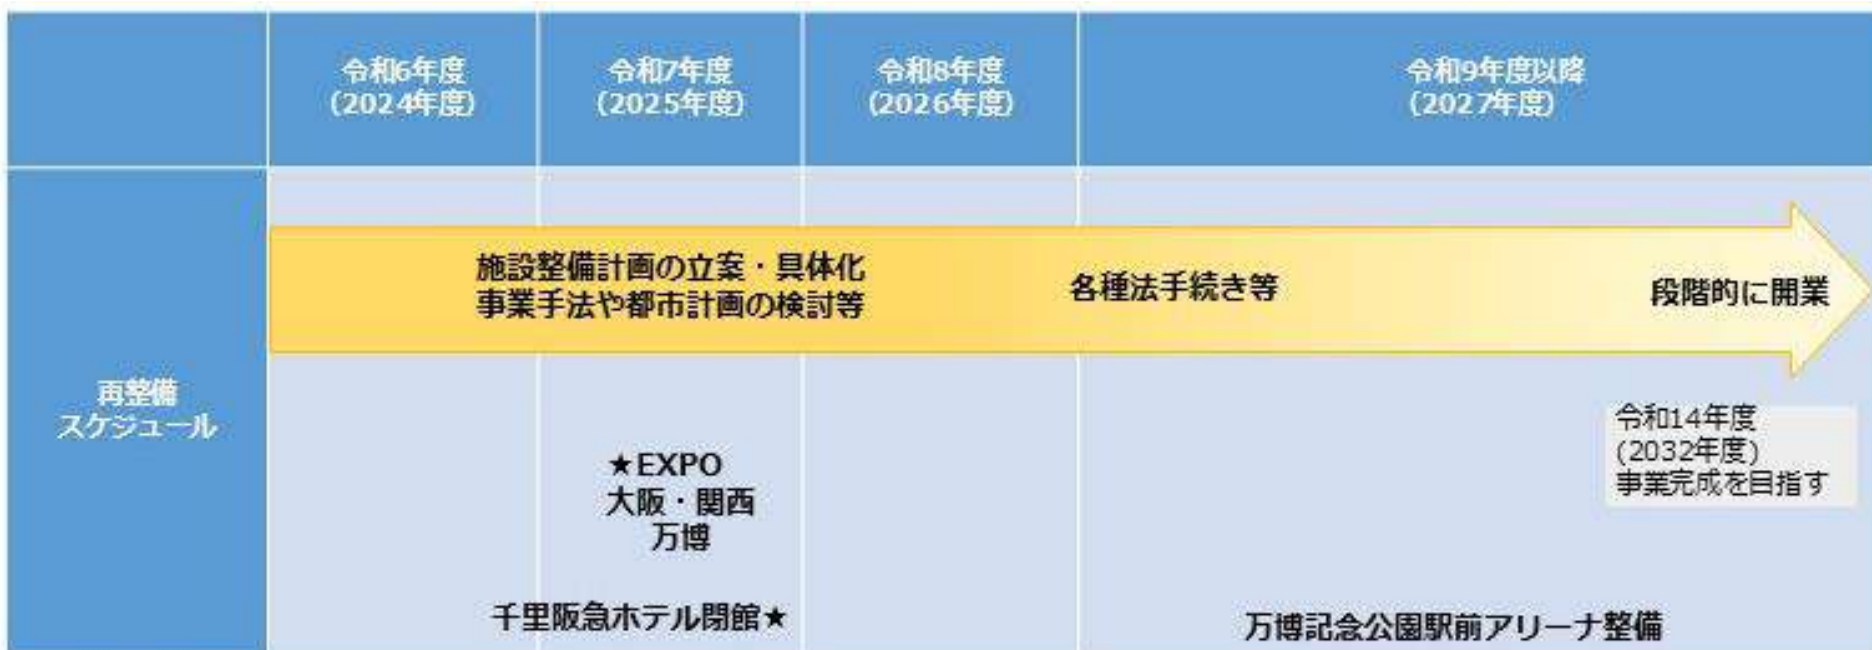 令和6年度
(2024年度)
令和7年度
(2025年度)
令和8年度
(2026年度)
令和9年度以降
(2027年度)
再整備
スケジュール
施設整備計画の立案・具体化
事業手法や都市計画の検討等
各種法手続き等
段階的に開業
令和14年度
(2032年度)
事業完成を目指す
★EXPO
大阪・関西
万博
千里阪急ホテル閉館★
万博記念公園駅前アリーナ整備